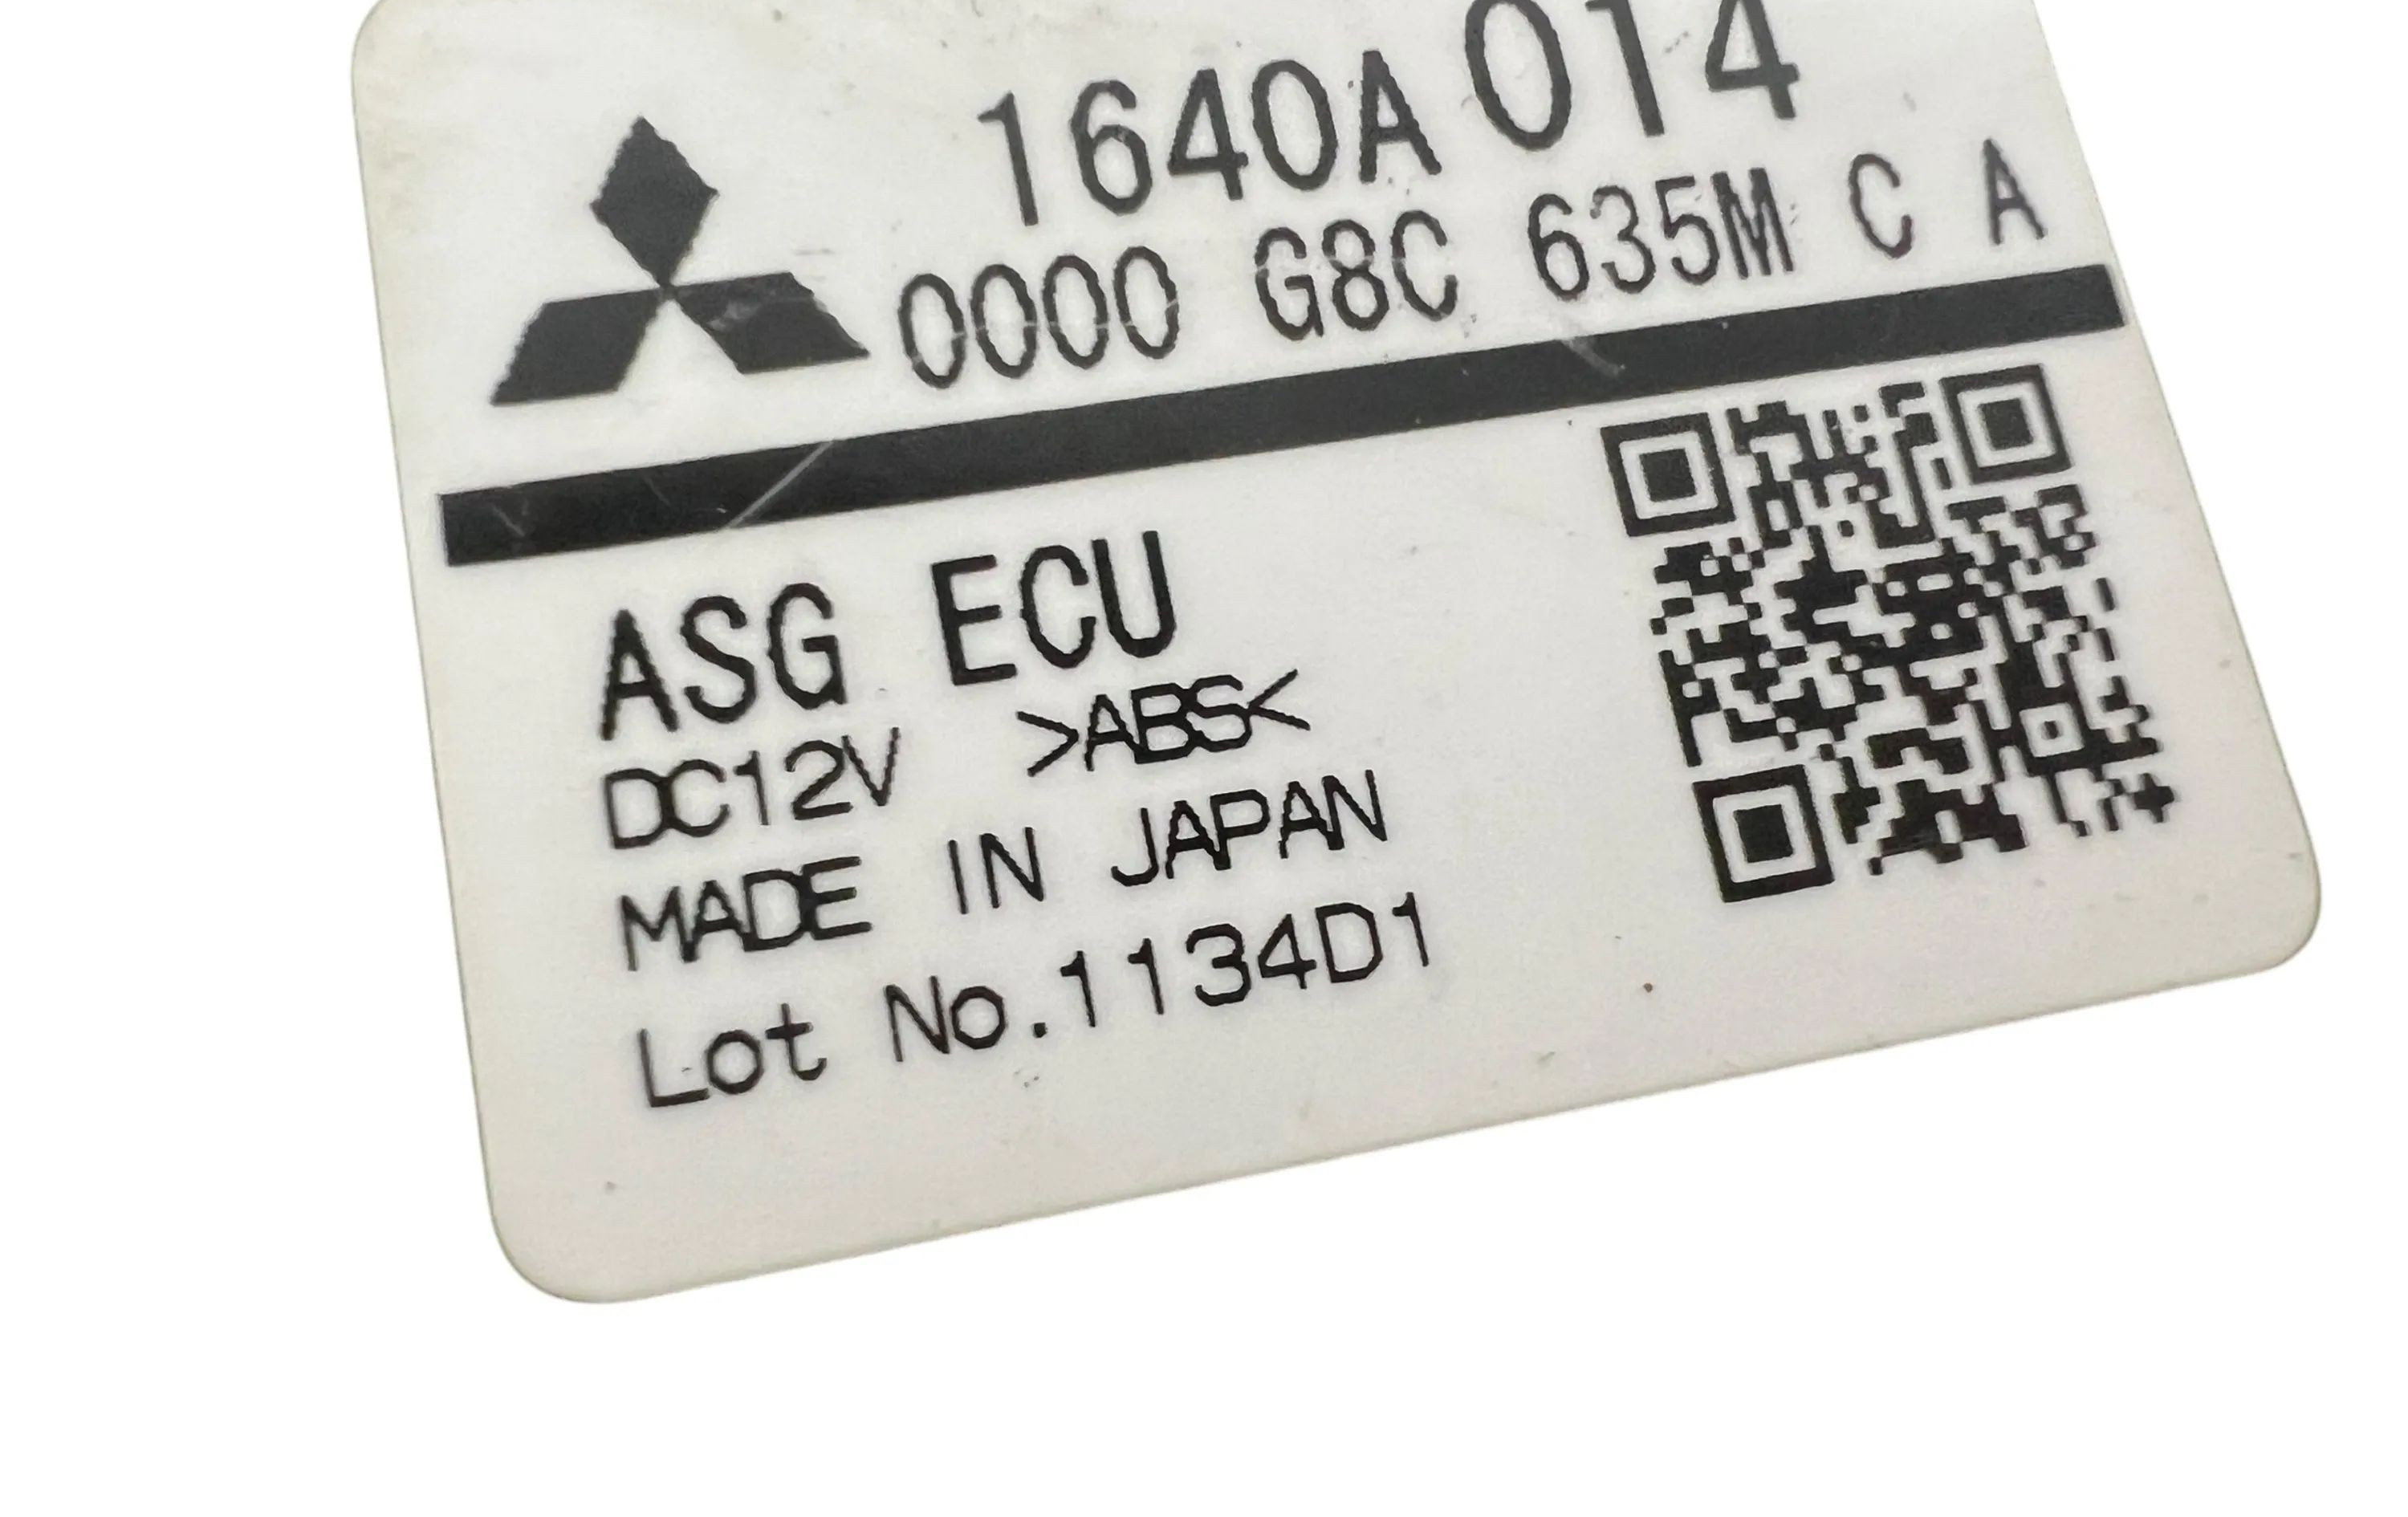 1640A014
0000 G8C 635M C A
ASG ECU
DC12V >ABS<
MADE IN JAPAN
Lot No.1134D1